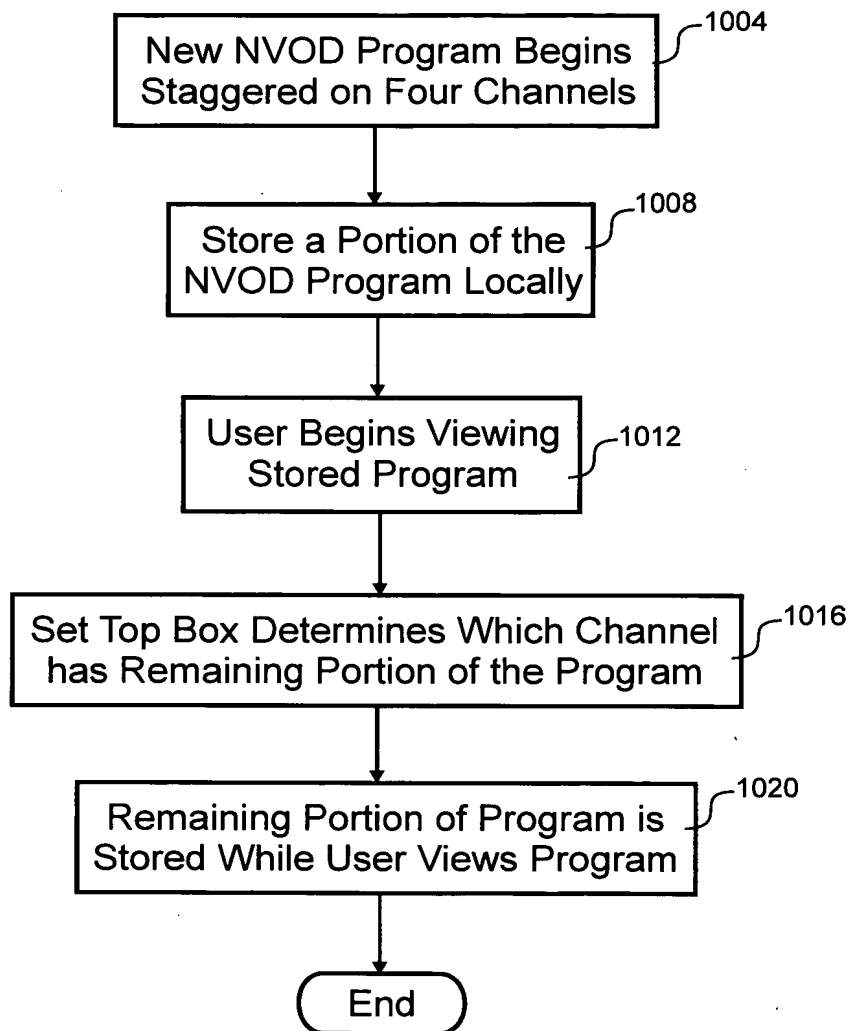 1004
New NVOD Program Begins
Staggered on Four Channels
1008
Store a Portion of the
NVOD Program Locally
User Begins Viewing
Stored Program
1012
Set Top Box Determines Which Channel
has Remaining Portion of the Program
1016
1020
Remaining Portion of Program is
Stored While User Views Program
End